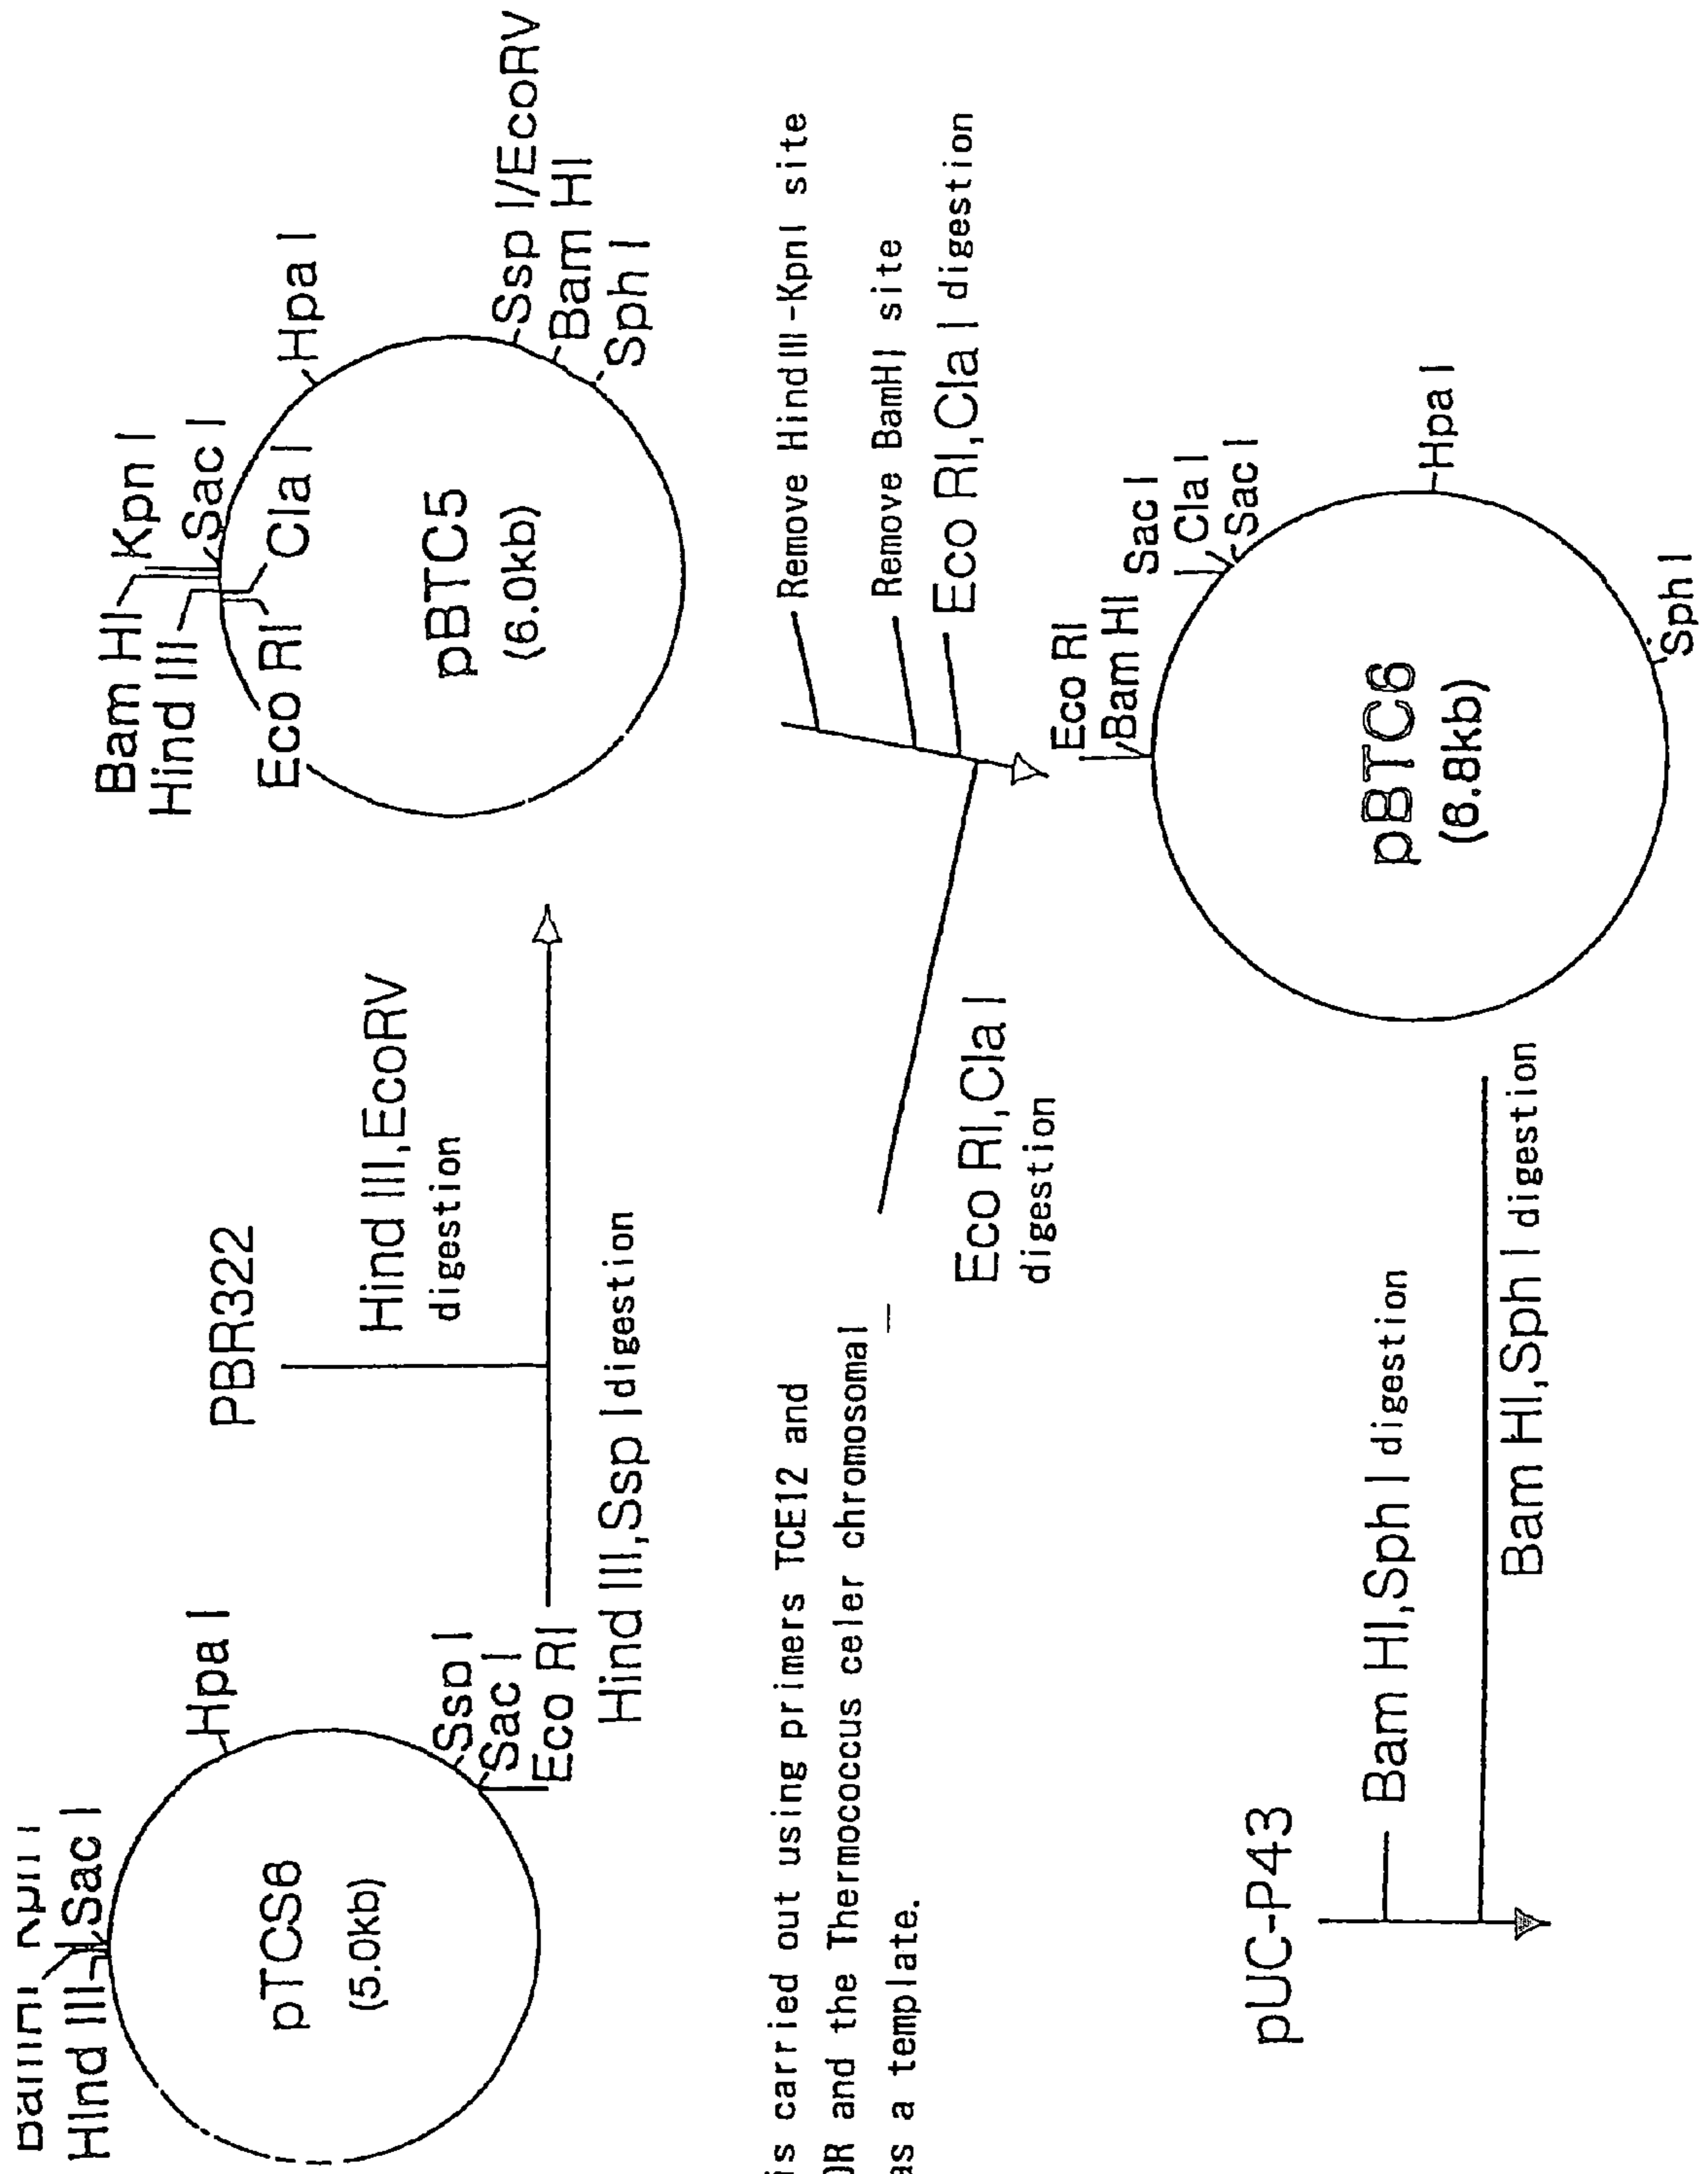 Hind III
Sac I
Hpa I
Sso I
Sac I
Eco RI
pTCS6
(5.0kb)
PBR322
Hind III,EcoRV
digestion
Hind III,Ssp I digestion
Bam HI
Kpn I
Hind III
Sac I
Eco RI
Cla I
Hpa I
Ssp I/EcoRV
Bam HI
Sph I
pBTC5
(6.0kb)
is carried out using primers TCE12 and
0R and the Thermococcus celer chromosomal
as a template.
Eco RI,Cla I
digestion
Remove Hind III-KpnI site
Remove BamHI site
Eco RI,Cla I digestion
Eco RI
Bam HI
Sac I
Cla I
Sac I
Hpa I
Sph I
pBTC6
(6.8kb)
pUC-P43
Bam HI,Sph I digestion
Bam HI,Sph I digestion